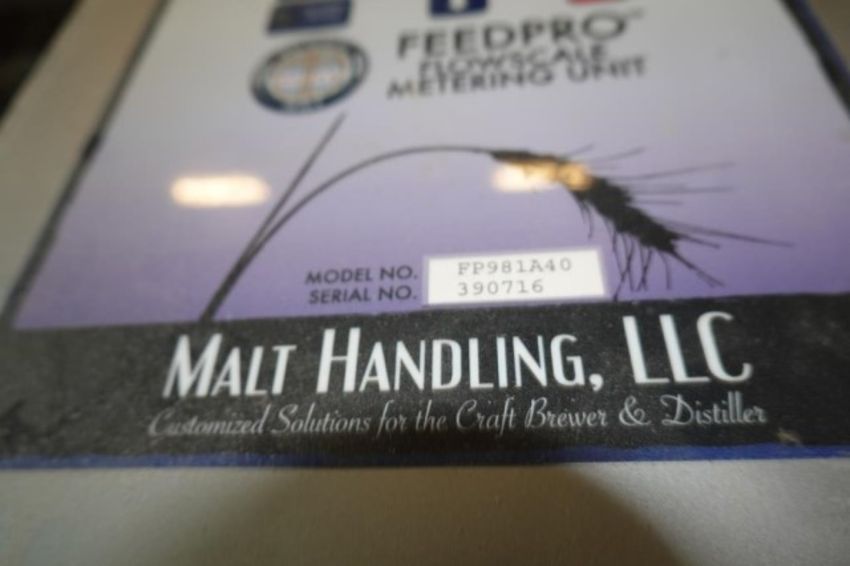 FEEDPRO™
FLOWSCALE
METERING UNIT
MODEL NO. FP981A40
SERIAL NO. 390716
MALT HANDLING, LLC
Customized Solutions for the Craft Brewer & Distiller